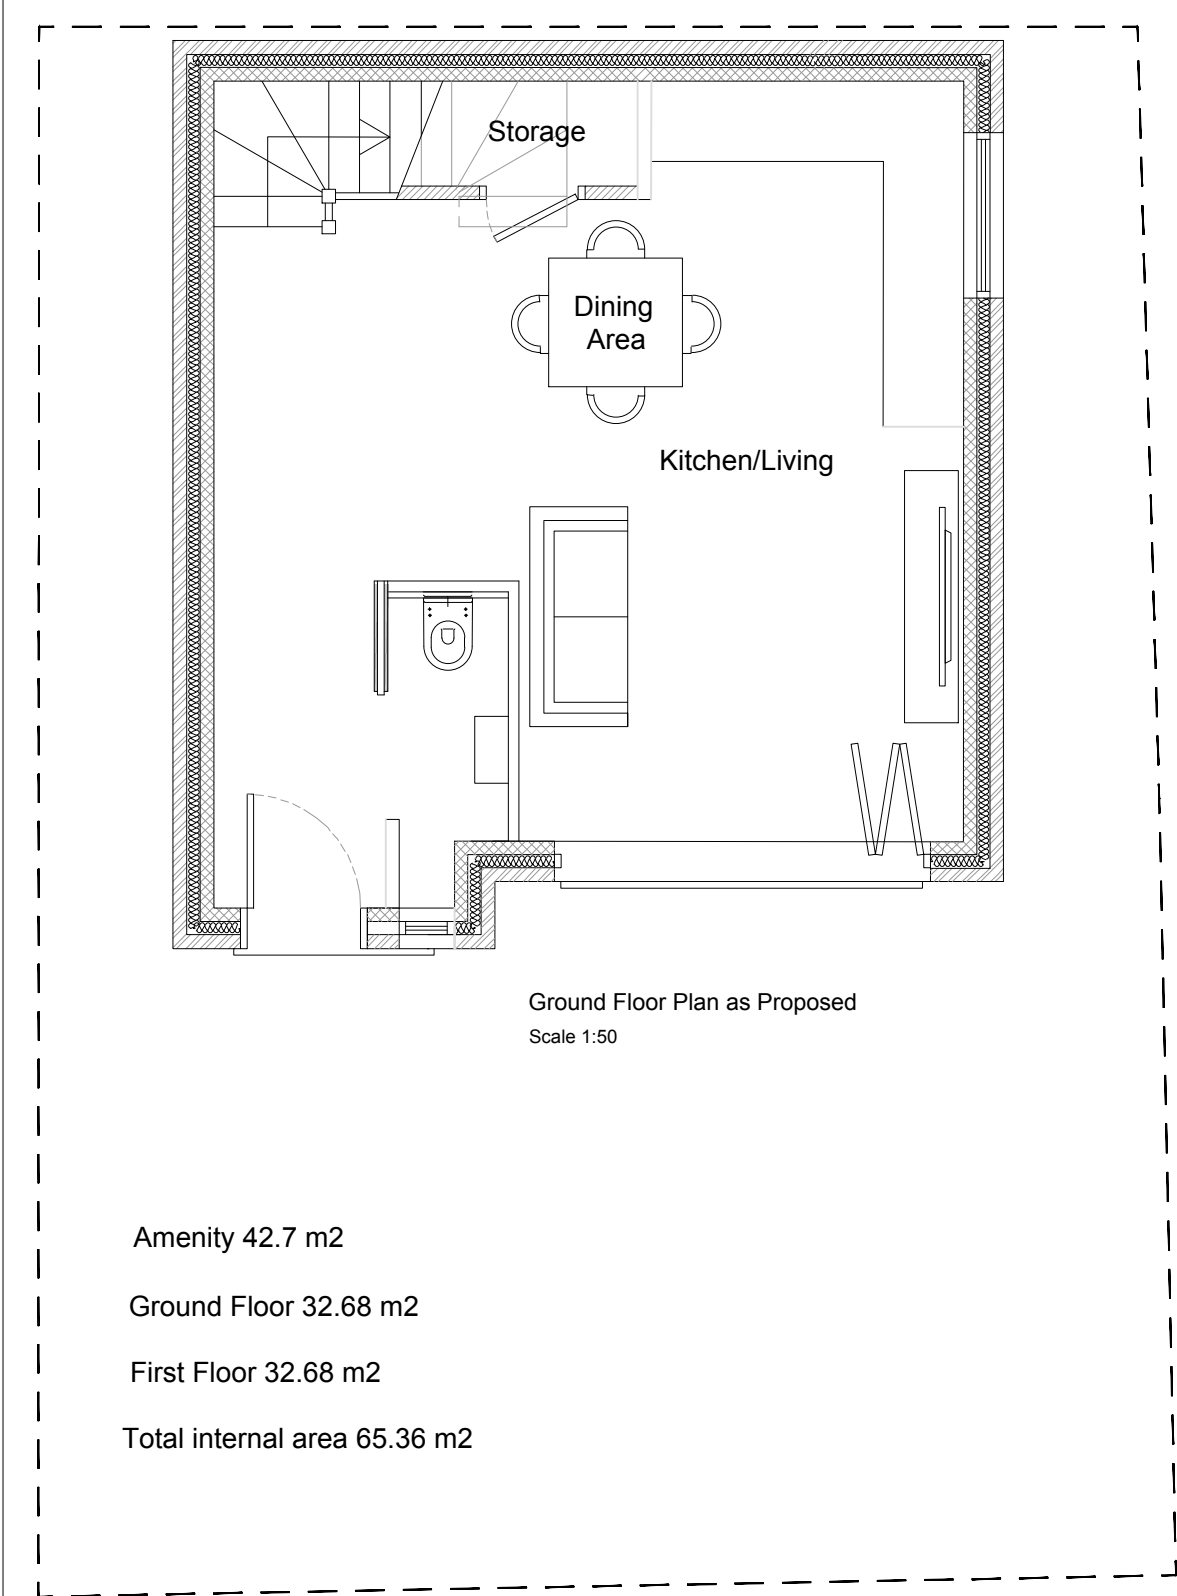 Storage
Dining
Area
Kitchen/Living
Ground Floor Plan as Proposed
Scale 1:50
Amenity 42.7 m2
Ground Floor 32.68 m2
First Floor 32.68 m2
Total internal area 65.36 m2